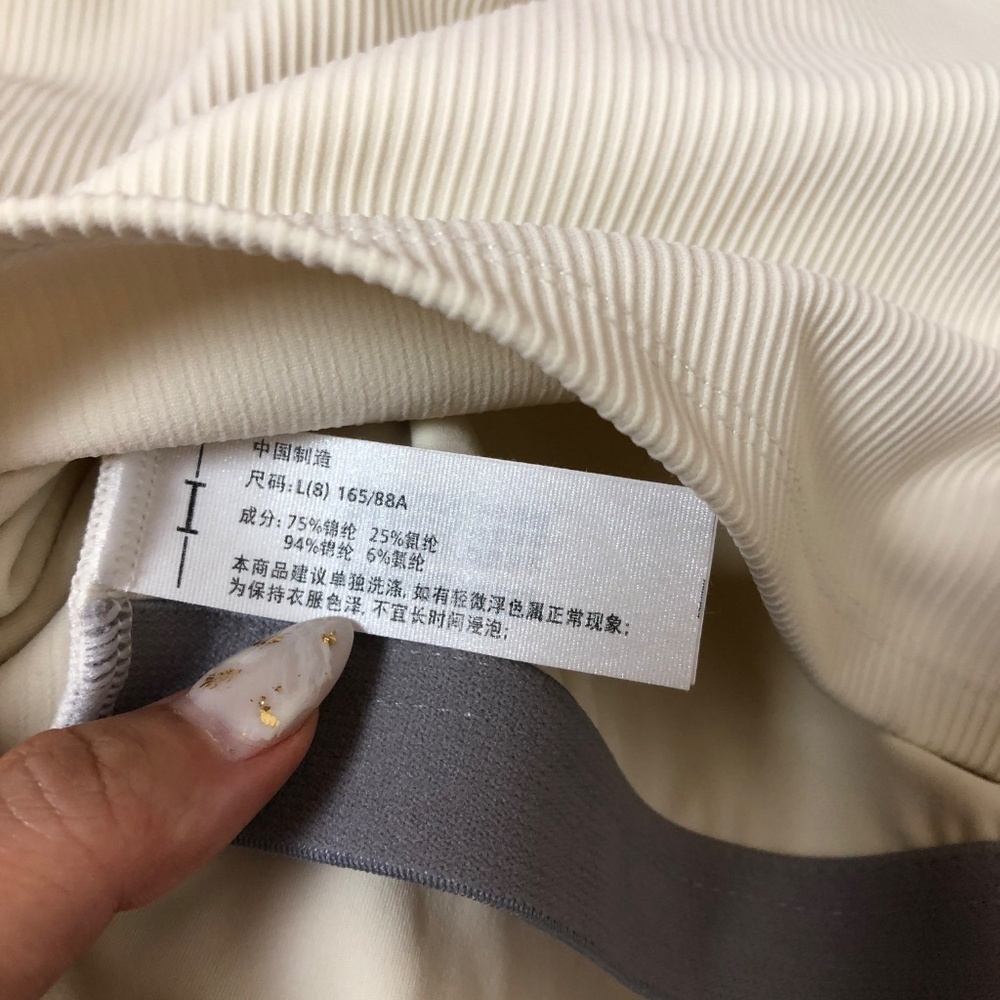 中国制造
尺码: L(8) 165/88A
成分: 75%锦纶 25%氨纶
94%锦纶 6%氨纶
本商品建议单独洗涤, 如有轻微浮色属正常现象;
为保持衣服色泽, 不宜长时间浸泡;